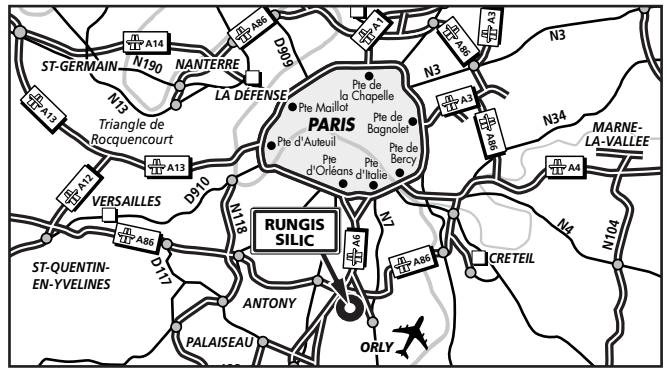 A14
A86
D909
A1
A86
A3
N3
ST-GERMAIN
N190
NANTERRE
N3
LA DÉFENSE
Pte de
la Chapelle
N13
A13
Pte Maillot
A3
PARIS
Pte de
Bagnolet
N34
Triangle de
Rocquencourt
A86
MARNE-
LA-VALLEE
Pte d'Auteuil
Pte de
Bercy
A13
Pte
d'Orléans
Pte
d'Italie
A4
A12
D910
VERSAILLES
N118
N7
RUNGIS
SILIC
A86
A6
N4
N104
D117
ST-QUENTIN-
EN-YVELINES
A86
CRETEIL
ANTONY
PALAISEAU
ORLY